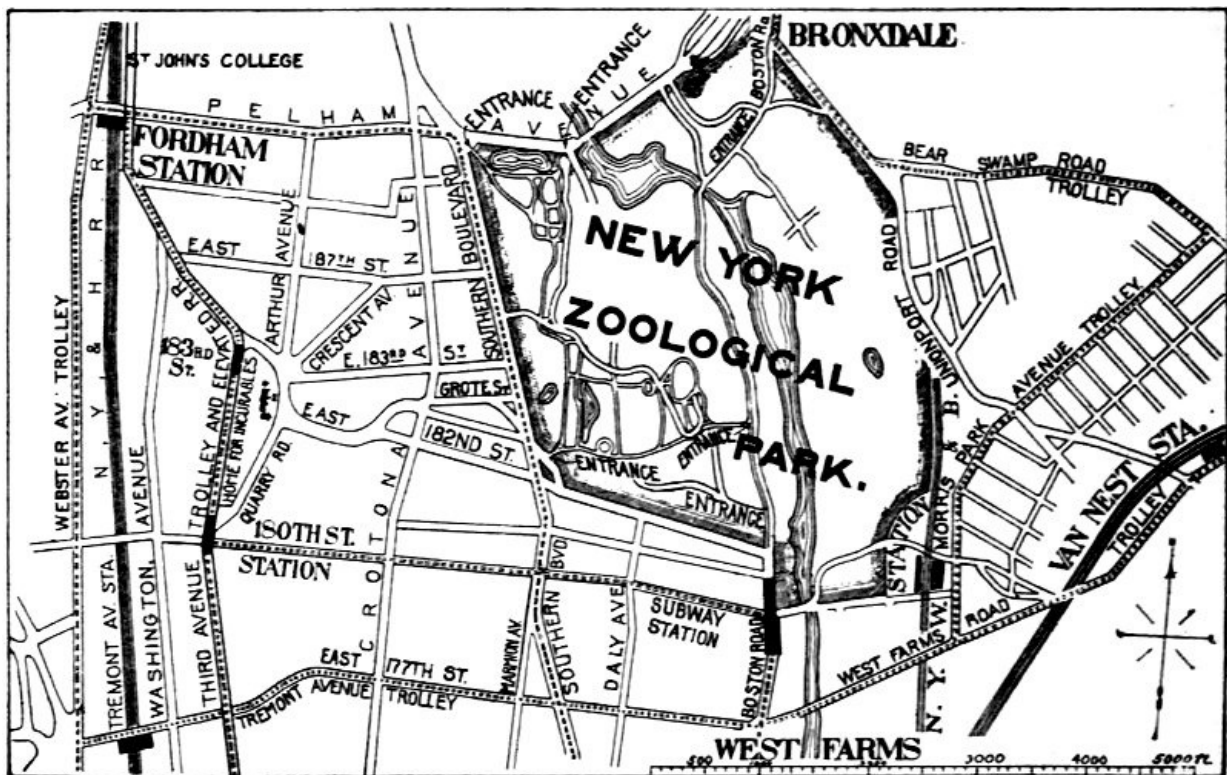 BRONXDALE
ST JOHN'S COLLEGE
BOSTON RD
ENTRANCE
ENTRANCE
PELHAM AVENUE
ENTRANCE
FORDHAM
STATION
BEAR SWAMP ROAD
TROLLEY
EAST 187TH ST.
ARTHUR AVENUE
CRESCENT AV.
SOUTHERN BOULEVARD
NEW YORK
ZOOLOGICAL
PARK.
183RD
ST.
E. 183RD ST
GROTE ST
EAST 182ND ST.
ENTRANCE
ENTRANCE
ENTRANCE
WEBSTER AV. TROLLEY
N.Y. & H R R R
TROLLEY AND ELEVATED R.R.
(HOME FOR INCURABLES)
QUARRY RD.
CROTONA AVENUE
UNIONPORT ROAD
PARK AVENUE TROLLEY
MORRIS
VAN NEST STA.
TROLLEY
180TH ST.
STATION
STATION
N.Y. W. & B.
SUBWAY
STATION
TREMONT AV STA.
WASHINGTON AVENUE
THIRD AVENUE
EAST 177TH ST.
TREMONT AVENUE TROLLEY
MARMION AV.
SOUTHERN BVD.
DALY AVE
BOSTON ROAD
WEST FARMS ROAD
WEST FARMS
500
3000
4000
5000 ft.